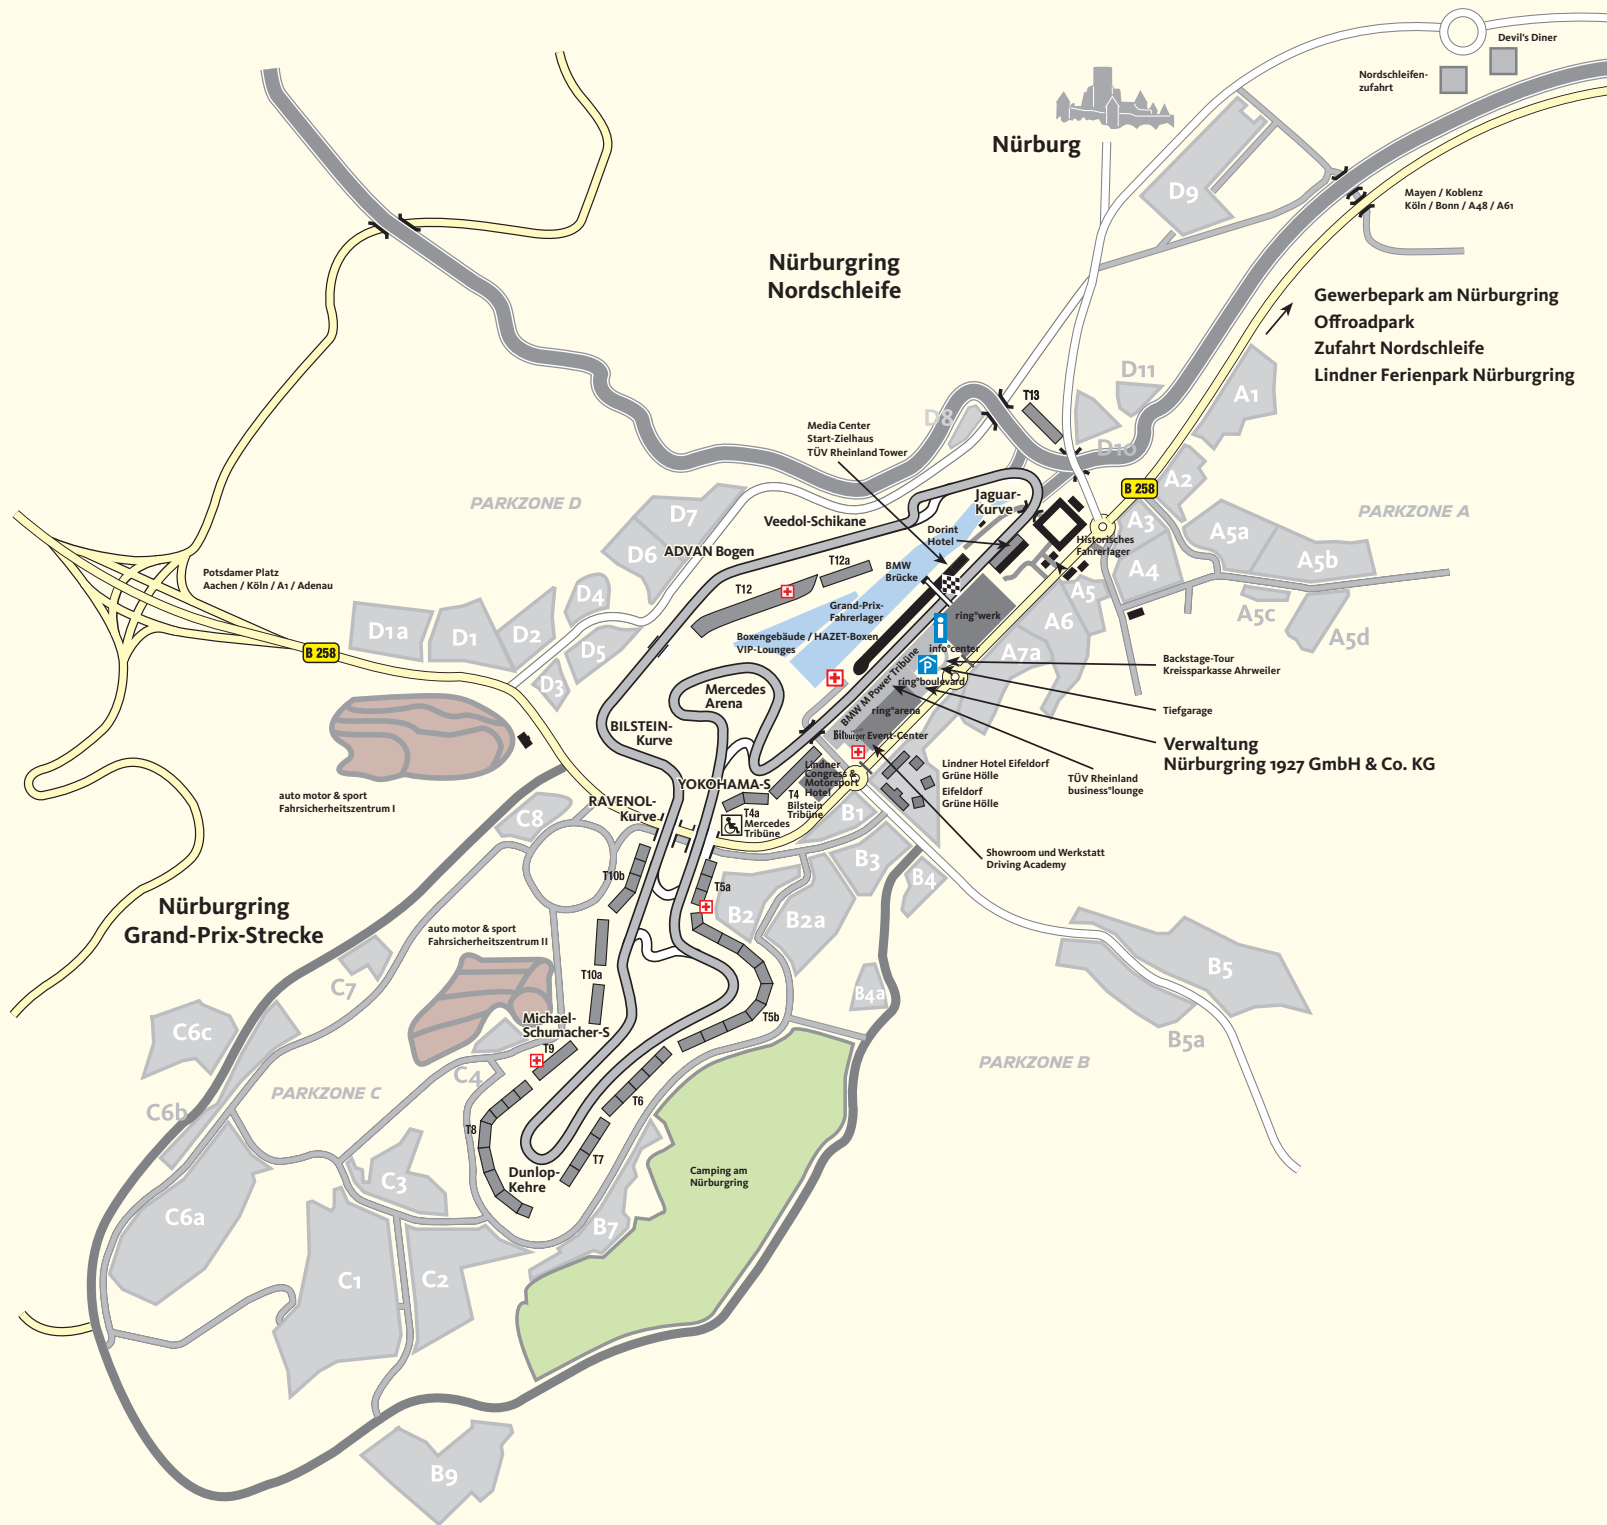 Devil's Diner
Nordschleifen-
zufahrt
Nürburg
D9
Mayen / Koblenz
Köln / Bonn / A48 / A61
Nürburgring
Nordschleife
Gewerbepark am Nürburgring
Offroadpark
Zufahrt Nordschleife
Lindner Ferienpark Nürburgring
D11
A1
T13
D8
D10
Media Center
Start-Zielhaus
TÜV Rheinland Tower
B 258
A2
PARKZONE D
PARKZONE A
D7
Jaguar-
Kurve
Veedol-Schikane
A3
Dorint
Hotel
Historisches
Fahrerlager
A5a
A5b
D6
ADVAN Bogen
T12a
BMW
Brücke
A4
Potsdamer Platz
Aachen / Köln / A1 / Adenau
T12
D4
A5
A5c
Grand-Prix-
Fahrerlager
ring°werk
A6
D1a
D1
D2
Boxengebäude / HAZET-Boxen
VIP-Lounges
A5d
B 258
D5
info°center
A7a
Backstage-Tour
Kreissparkasse Ahrweiler
D3
P
ring°boulevard
BMW M Power Tribüne
Mercedes
Arena
ring°arena
Tiefgarage
BILSTEIN-
Kurve
Bitburger Event-Center
Verwaltung
Nürburgring 1927 GmbH & Co. KG
Lindner
Congress &
Motorsport
Hotel
Lindner Hotel Eifeldorf
Grüne Hölle
Eifeldorf
Grüne Hölle
TÜV Rheinland
business°lounge
YOKOHAMA-S
auto motor & sport
Fahrsicherheitszentrum I
RAVENOL-
Kurve
T4
Bilstein
Tribüne
T4a
Mercedes
Tribüne
B1
C8
Showroom und Werkstatt
Driving Academy
B3
B4
T10b
T5a
B2
B2a
Nürburgring
Grand-Prix-Strecke
auto motor & sport
Fahrsicherheitszentrum II
B5
T10a
C7
B4a
C6c
Michael-
Schumacher-S
T5b
B5a
T9
PARKZONE B
C4
PARKZONE C
C6b
T6
T8
T7
Dunlop-
Kehre
Camping am
Nürburgring
C3
C6a
B7
C1
C2
B9